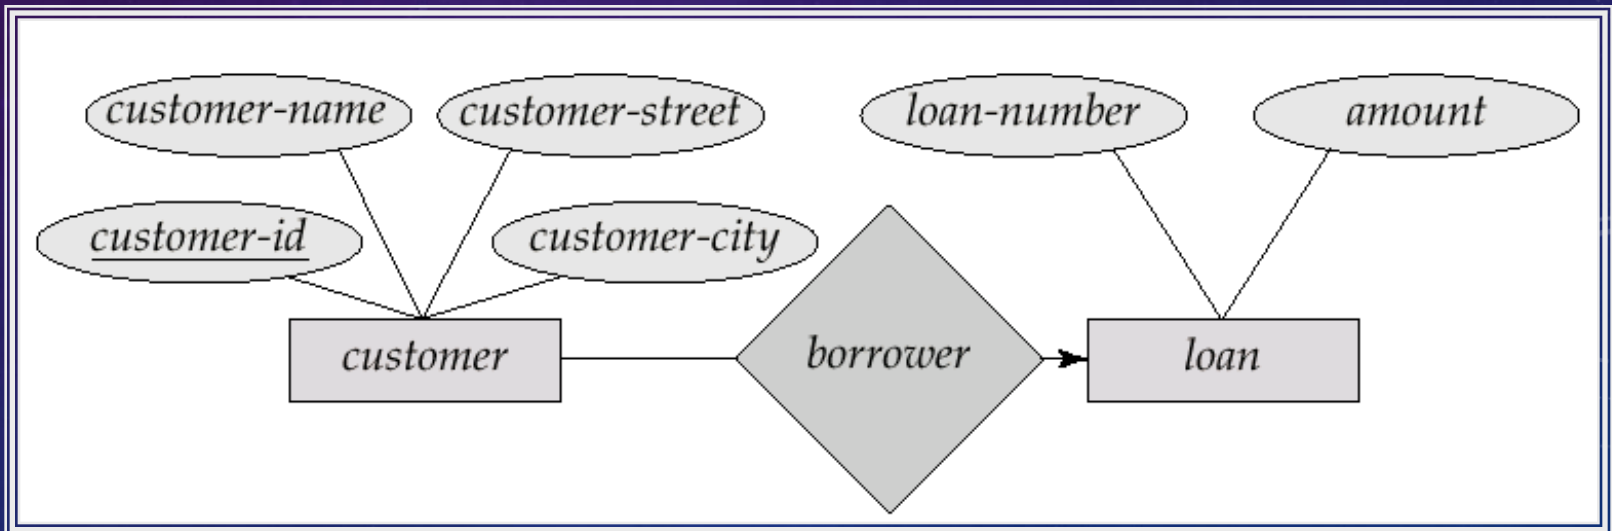 customer-name
customer-street
loan-number
amount
customer-id
customer-city
customer
borrower
loan